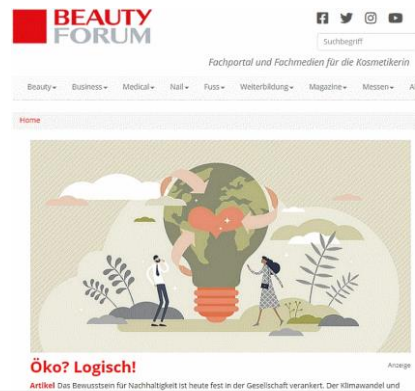 BEAUTY
FORUM
Suchbegriff
Fachportal und Fachmedien für die Kosmetikerin
Beauty Business Medical Nail Fuss Weiterbildung Magazine Messen
Home
Öko? Logisch!
Anzeige
Artikel Das Bewusstsein für Nachhaltigkeit ist heute fest in der Gesellschaft verankert. Der Klimawandel und